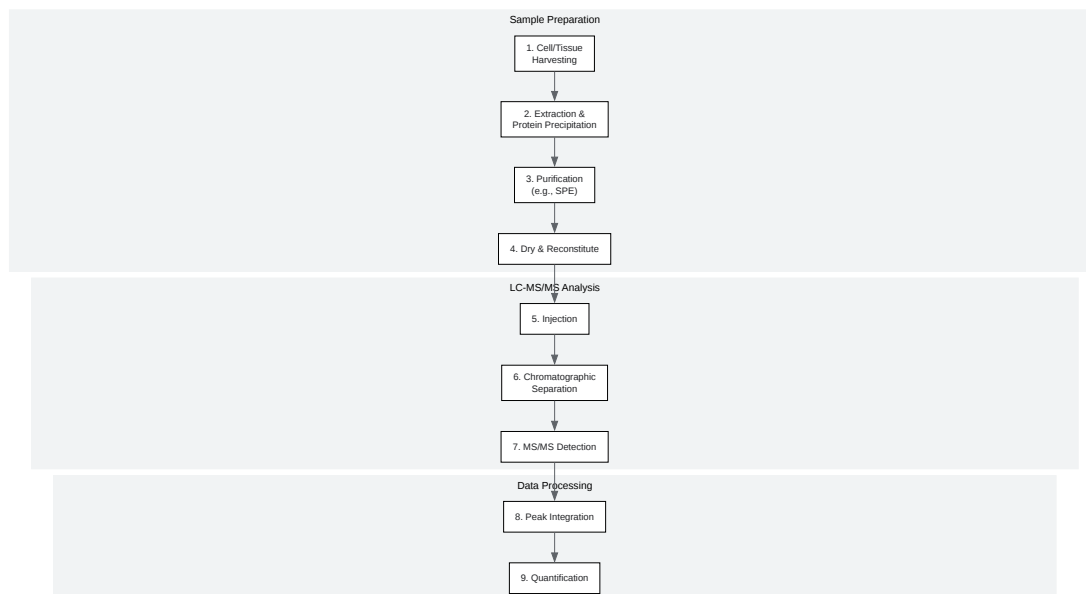 Sample Preparation
1. Cell/Tissue
Harvesting
2. Extraction &
Protein Precipitation
3. Purification
(e.g., SPE)
4. Dry & Reconstitute
LC-MS/MS Analysis
5. Injection
6. Chromatographic
Separation
7. MS/MS Detection
Data Processing
8. Peak Integration
9. Quantification